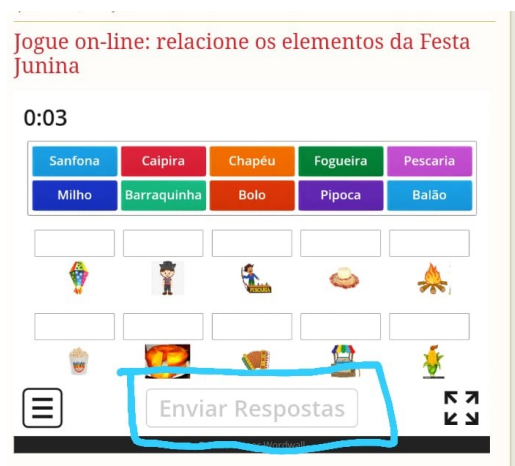 Jogue on-line: relacione os elementos da Festa
Junina
0:03
Sanfona Caipira Chapéu Fogueira Pescaria
Milho Barraquinha Bolo Pipoca Balão
PESCARIA
Enviar Respostas
Wordwall